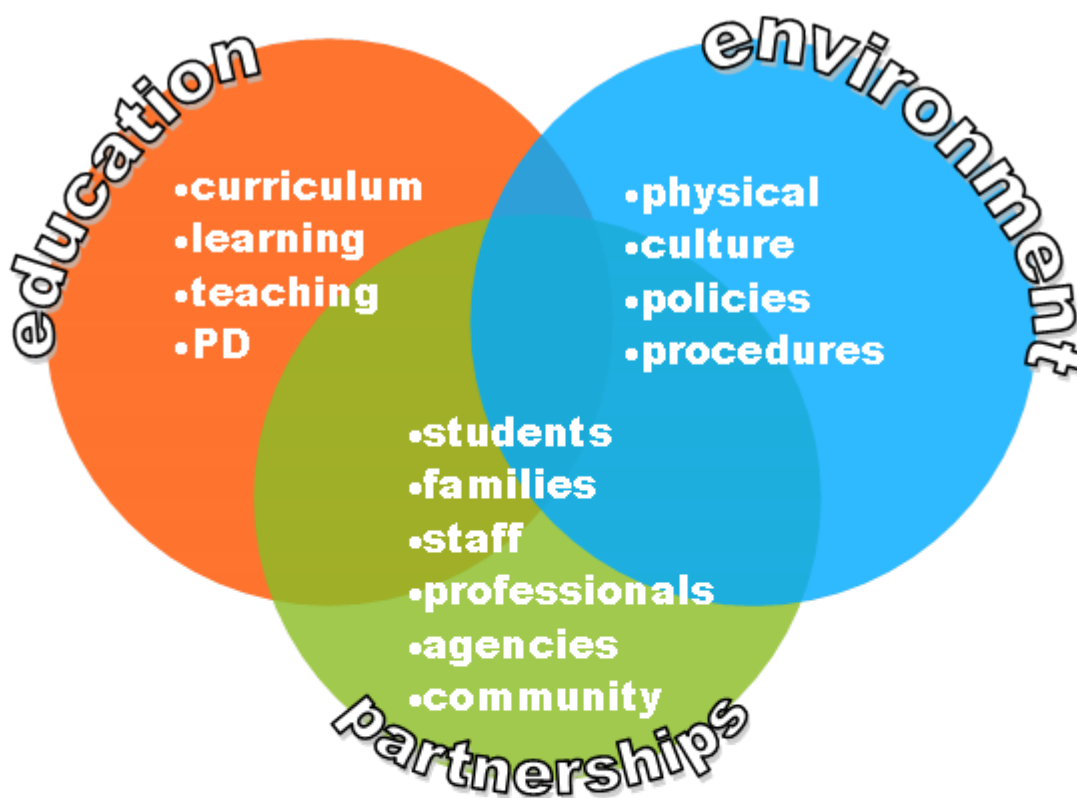 education
•curriculum
•learning
•teaching
•PD
environment
•physical
•culture
•policies
•procedures
•students
•families
•staff
•professionals
•agencies
•community
partnerships